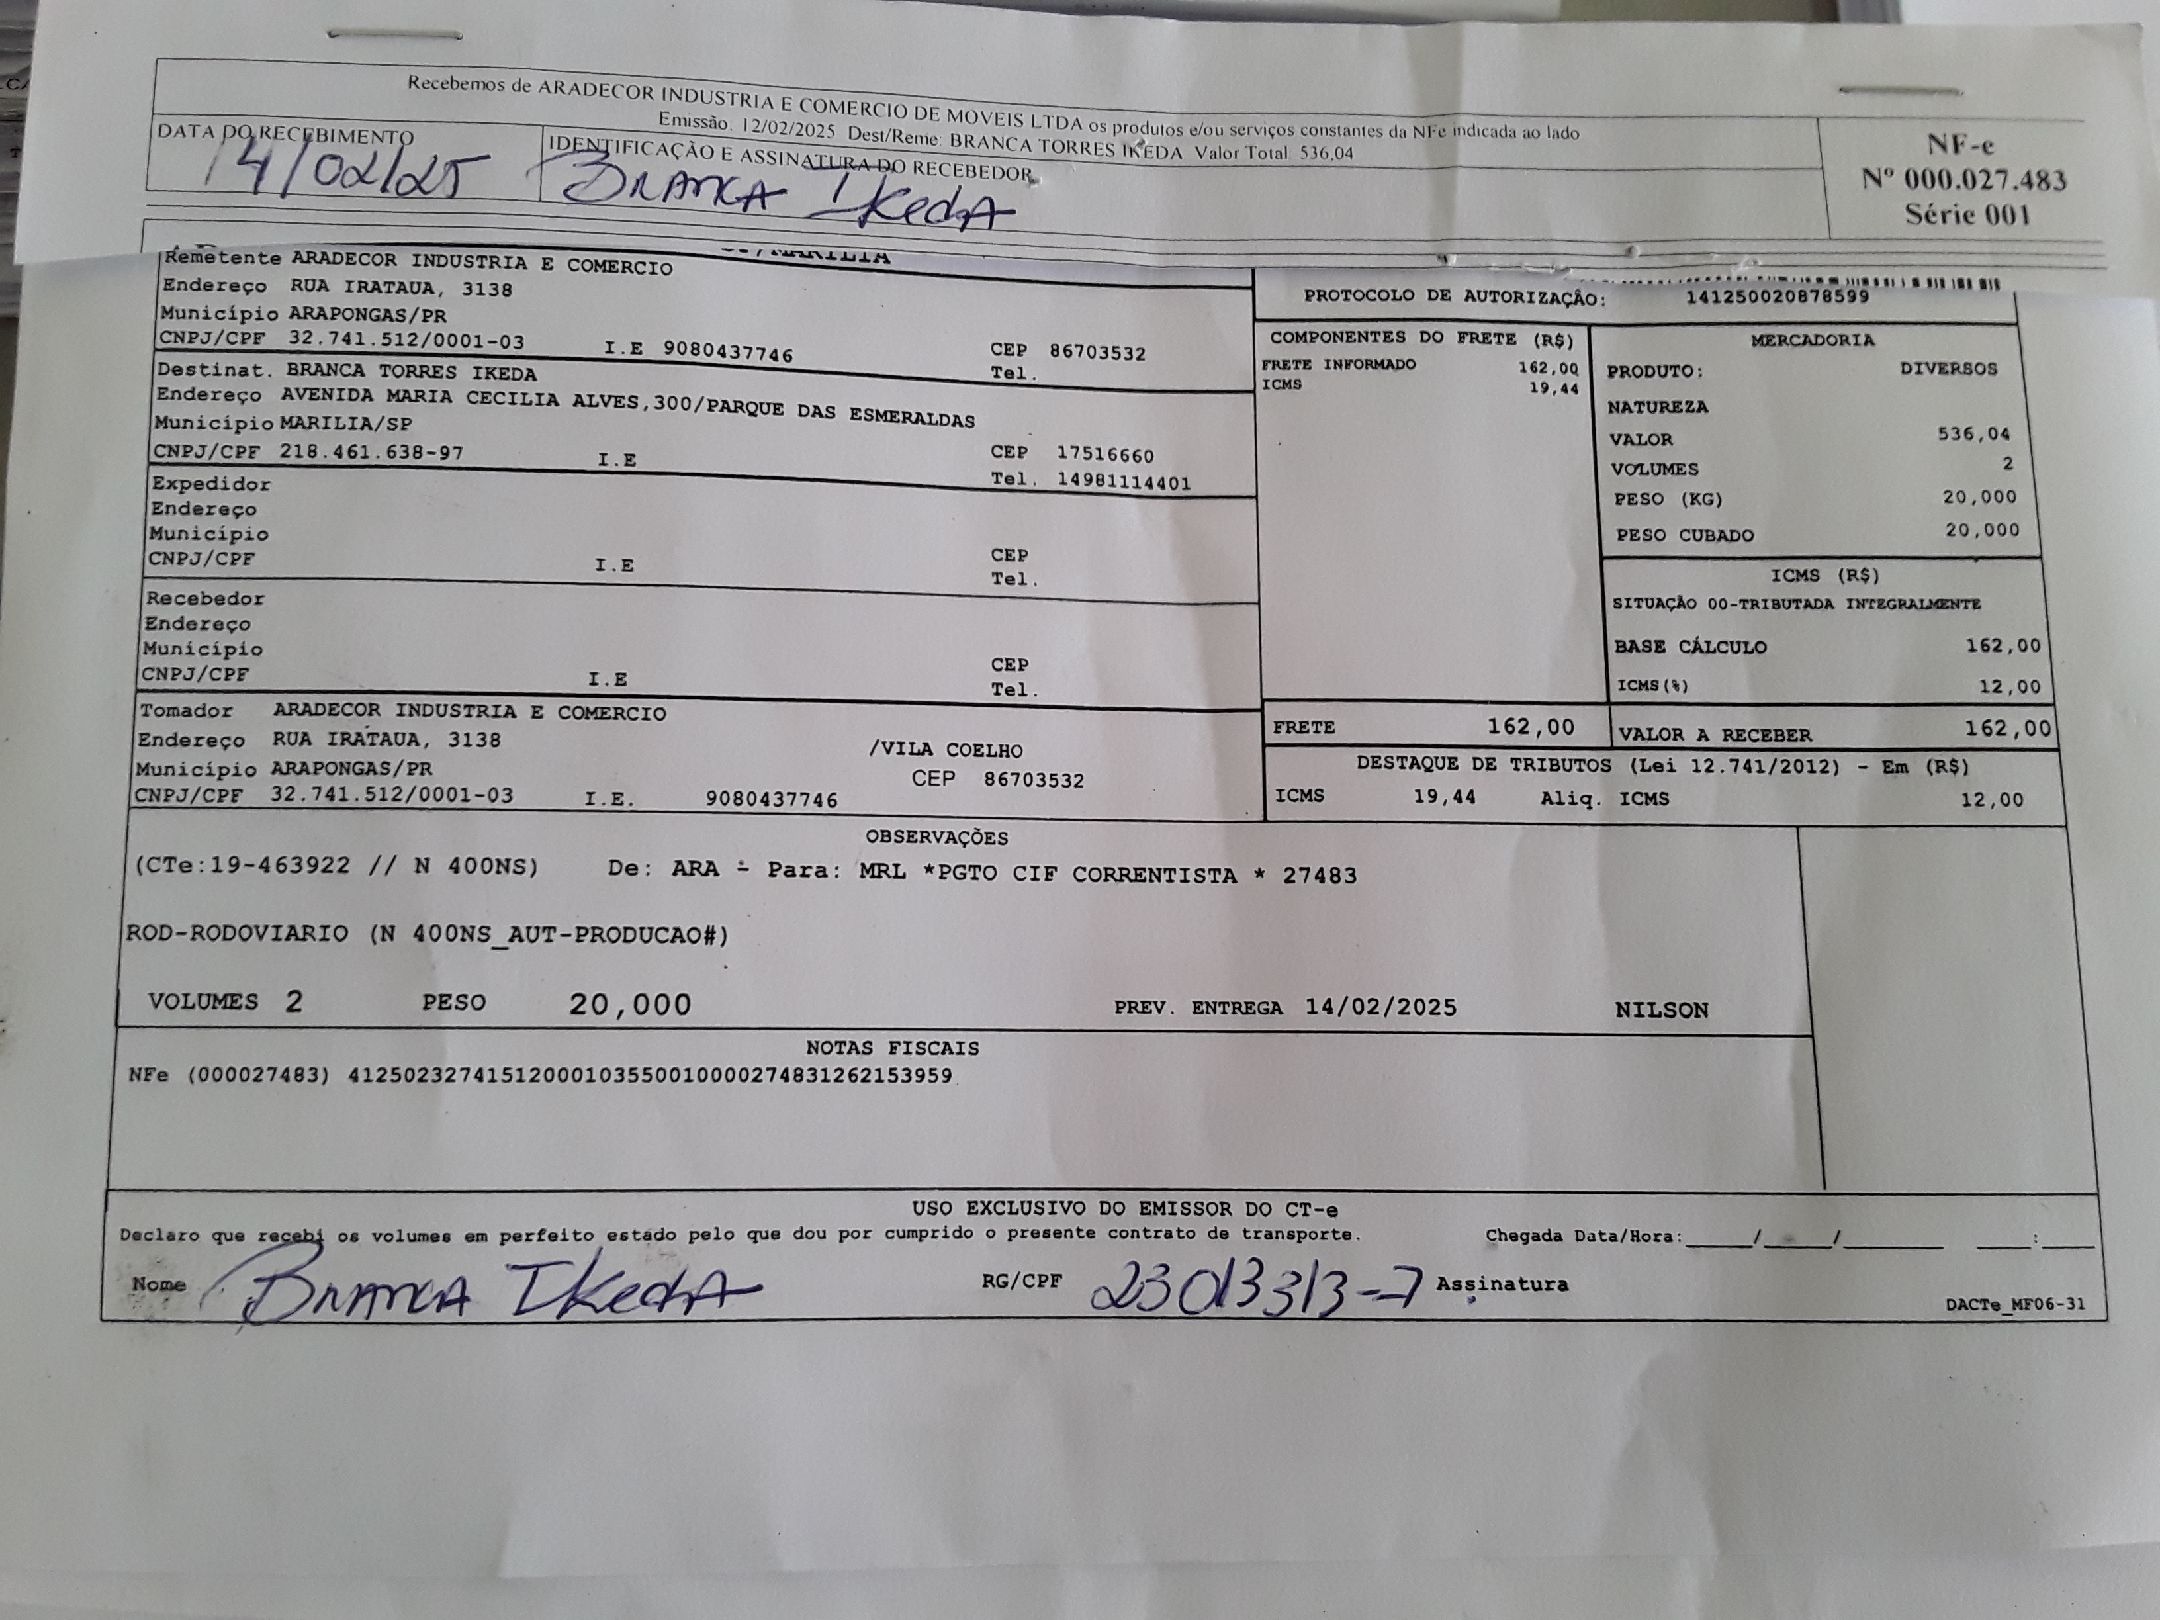 Recebemos de ARADECOR INDUSTRIA E COMERCIO DE MOVEIS LTDA os produtos e/ou serviços constantes da NFe indicada ao lado
Emissão. 12/02/2025 Dest/Reme: BRANCA TORRES IKEDA Valor Total: 536,04
DATA DO RECEBIMENTO
14/02/25
IDENTIFICAÇÃO E ASSINATURA DO RECEBEDOR
BRANCA IKEDA
NF-e
Nº 000.027.483
Série 001
Remetente ARADECOR INDUSTRIA E COMERCIO
Endereço RUA IRATAUA, 3138
Município ARAPONGAS/PR
CNPJ/CPF 32.741.512/0001-03 I.E 9080437746 CEP 86703532
Tel.
Destinat. BRANCA TORRES IKEDA
Endereço AVENIDA MARIA CECILIA ALVES,300/PARQUE DAS ESMERALDAS
Município MARILIA/SP
CNPJ/CPF 218.461.638-97 I.E CEP 17516660
Tel. 14981114401
Expedidor
Endereço
Município
CNPJ/CPF I.E CEP
Tel.
Recebedor
Endereço
Município
CNPJ/CPF I.E CEP
Tel.
Tomador ARADECOR INDUSTRIA E COMERCIO
Endereço RUA IRATAUA, 3138 /VILA COELHO
Município ARAPONGAS/PR CEP 86703532
CNPJ/CPF 32.741.512/0001-03 I.E. 9080437746
PROTOCOLO DE AUTORIZAÇÃO: 141250020878599
COMPONENTES DO FRETE (R$)
FRETE INFORMADO 162,00
ICMS 19,44
MERCADORIA
PRODUTO: DIVERSOS
NATUREZA
VALOR 536,04
VOLUMES 2
PESO (KG) 20,000
PESO CUBADO 20,000
ICMS (R$)
SITUAÇÃO 00-TRIBUTADA INTEGRALMENTE
BASE CÁLCULO 162,00
ICMS(%) 12,00
FRETE 162,00 VALOR A RECEBER 162,00
DESTAQUE DE TRIBUTOS (Lei 12.741/2012) - Em (R$)
ICMS 19,44 Aliq. ICMS 12,00
OBSERVAÇÕES
(CTe:19-463922 // N 400NS) De: ARA - Para: MRL *PGTO CIF CORRENTISTA * 27483
ROD-RODOVIARIO (N 400NS_AUT-PRODUCAO#)
VOLUMES 2 PESO 20,000 PREV. ENTREGA 14/02/2025 NILSON
NOTAS FISCAIS
NFe (000027483) 41250232741512000103550010000274831262153959
USO EXCLUSIVO DO EMISSOR DO CT-e
Declaro que recebi os volumes em perfeito estado pelo que dou por cumprido o presente contrato de transporte. Chegada Data/Hora:____/____/______ ___:___
Nome BRANCA IKEDA RG/CPF 23013313-7 Assinatura
DACTe_MF06-31